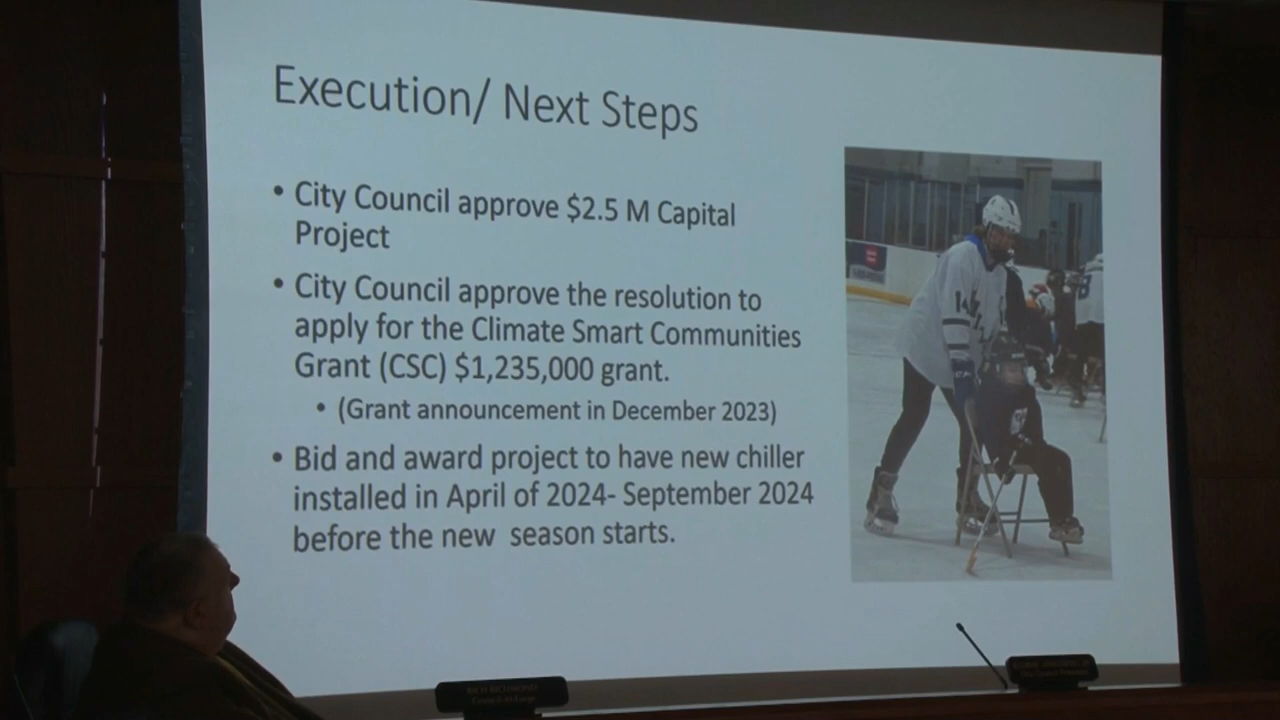 Execution/ Next Steps
• City Council approve $2.5 M Capital
Project
• City Council approve the resolution to
apply for the Climate Smart Communities
Grant (CSC) $1,235,000 grant.
• (Grant announcement in December 2023)
• Bid and award project to have new chiller
installed in April of 2024- September 2024
before the new season starts.
RICH RICHMOND